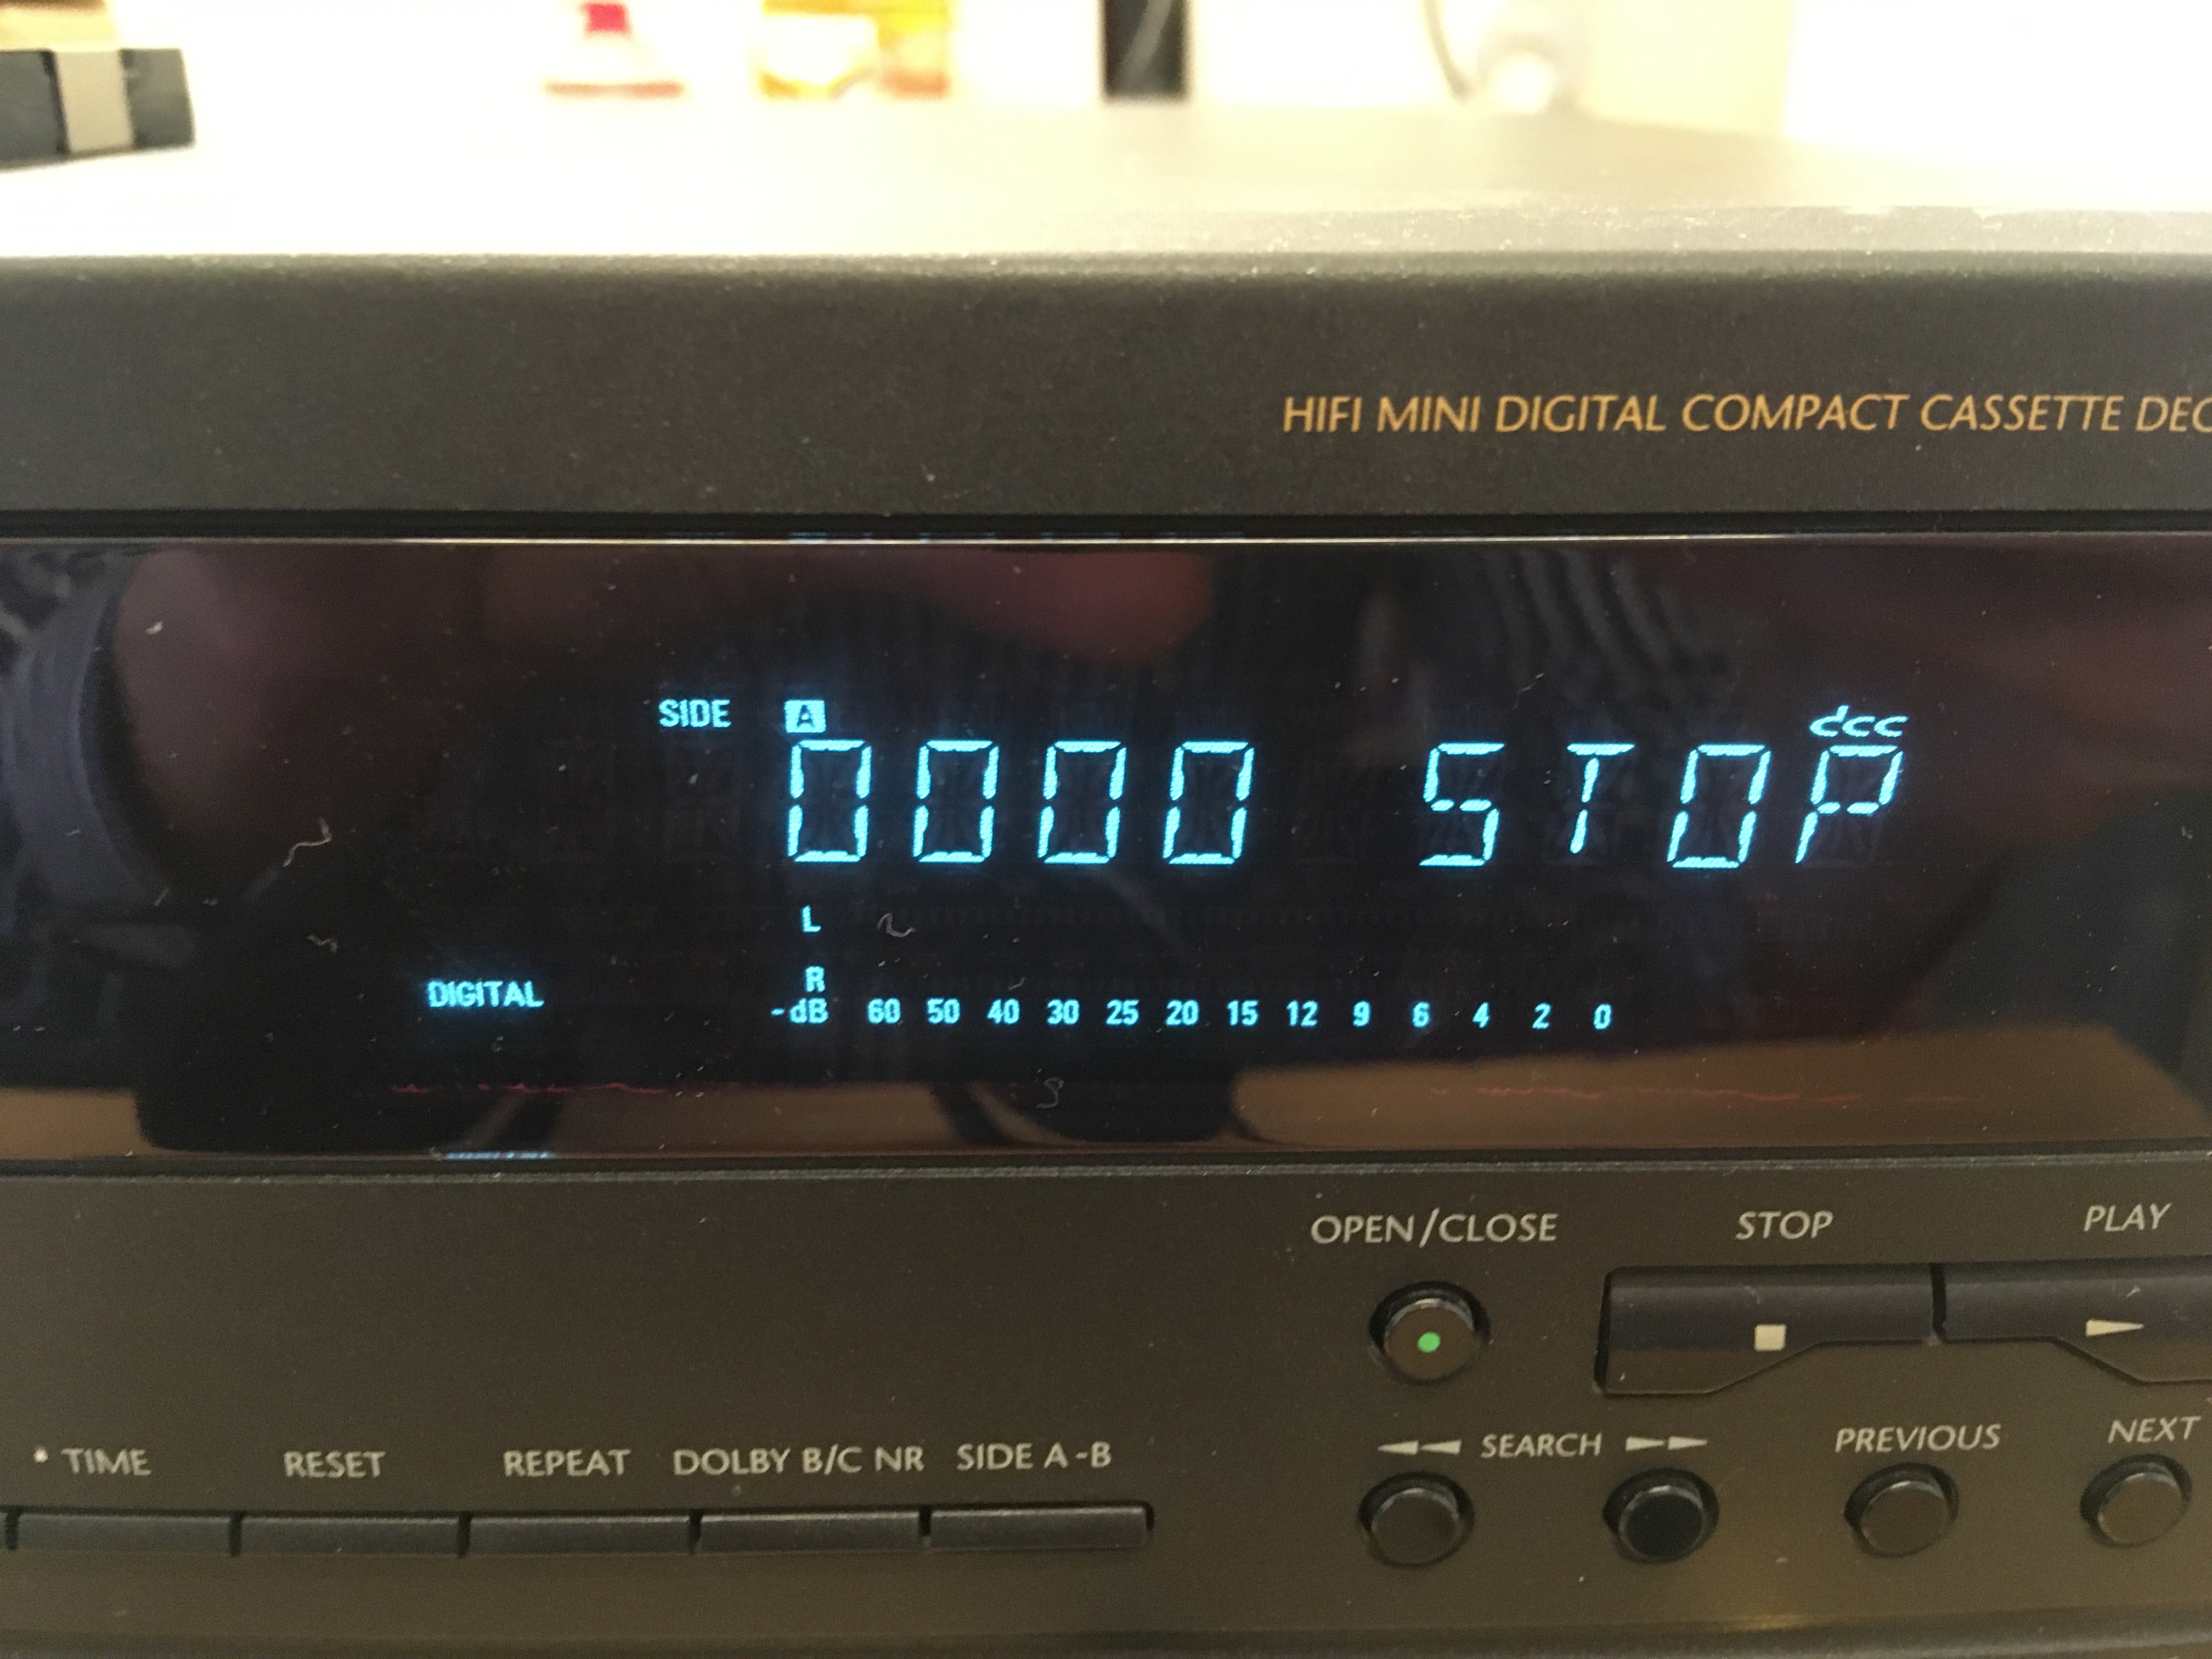 HIFI MINI DIGITAL COMPACT CASSETTE DEC
SIDE A dcc
0000 STOP
L
R
DIGITAL
-dB 60 50 40 30 25 20 15 12 9 6 4 2 0
OPEN/CLOSE STOP PLAY
SEARCH PREVIOUS NEXT
TIME RESET REPEAT DOLBY B/C NR SIDE A-B